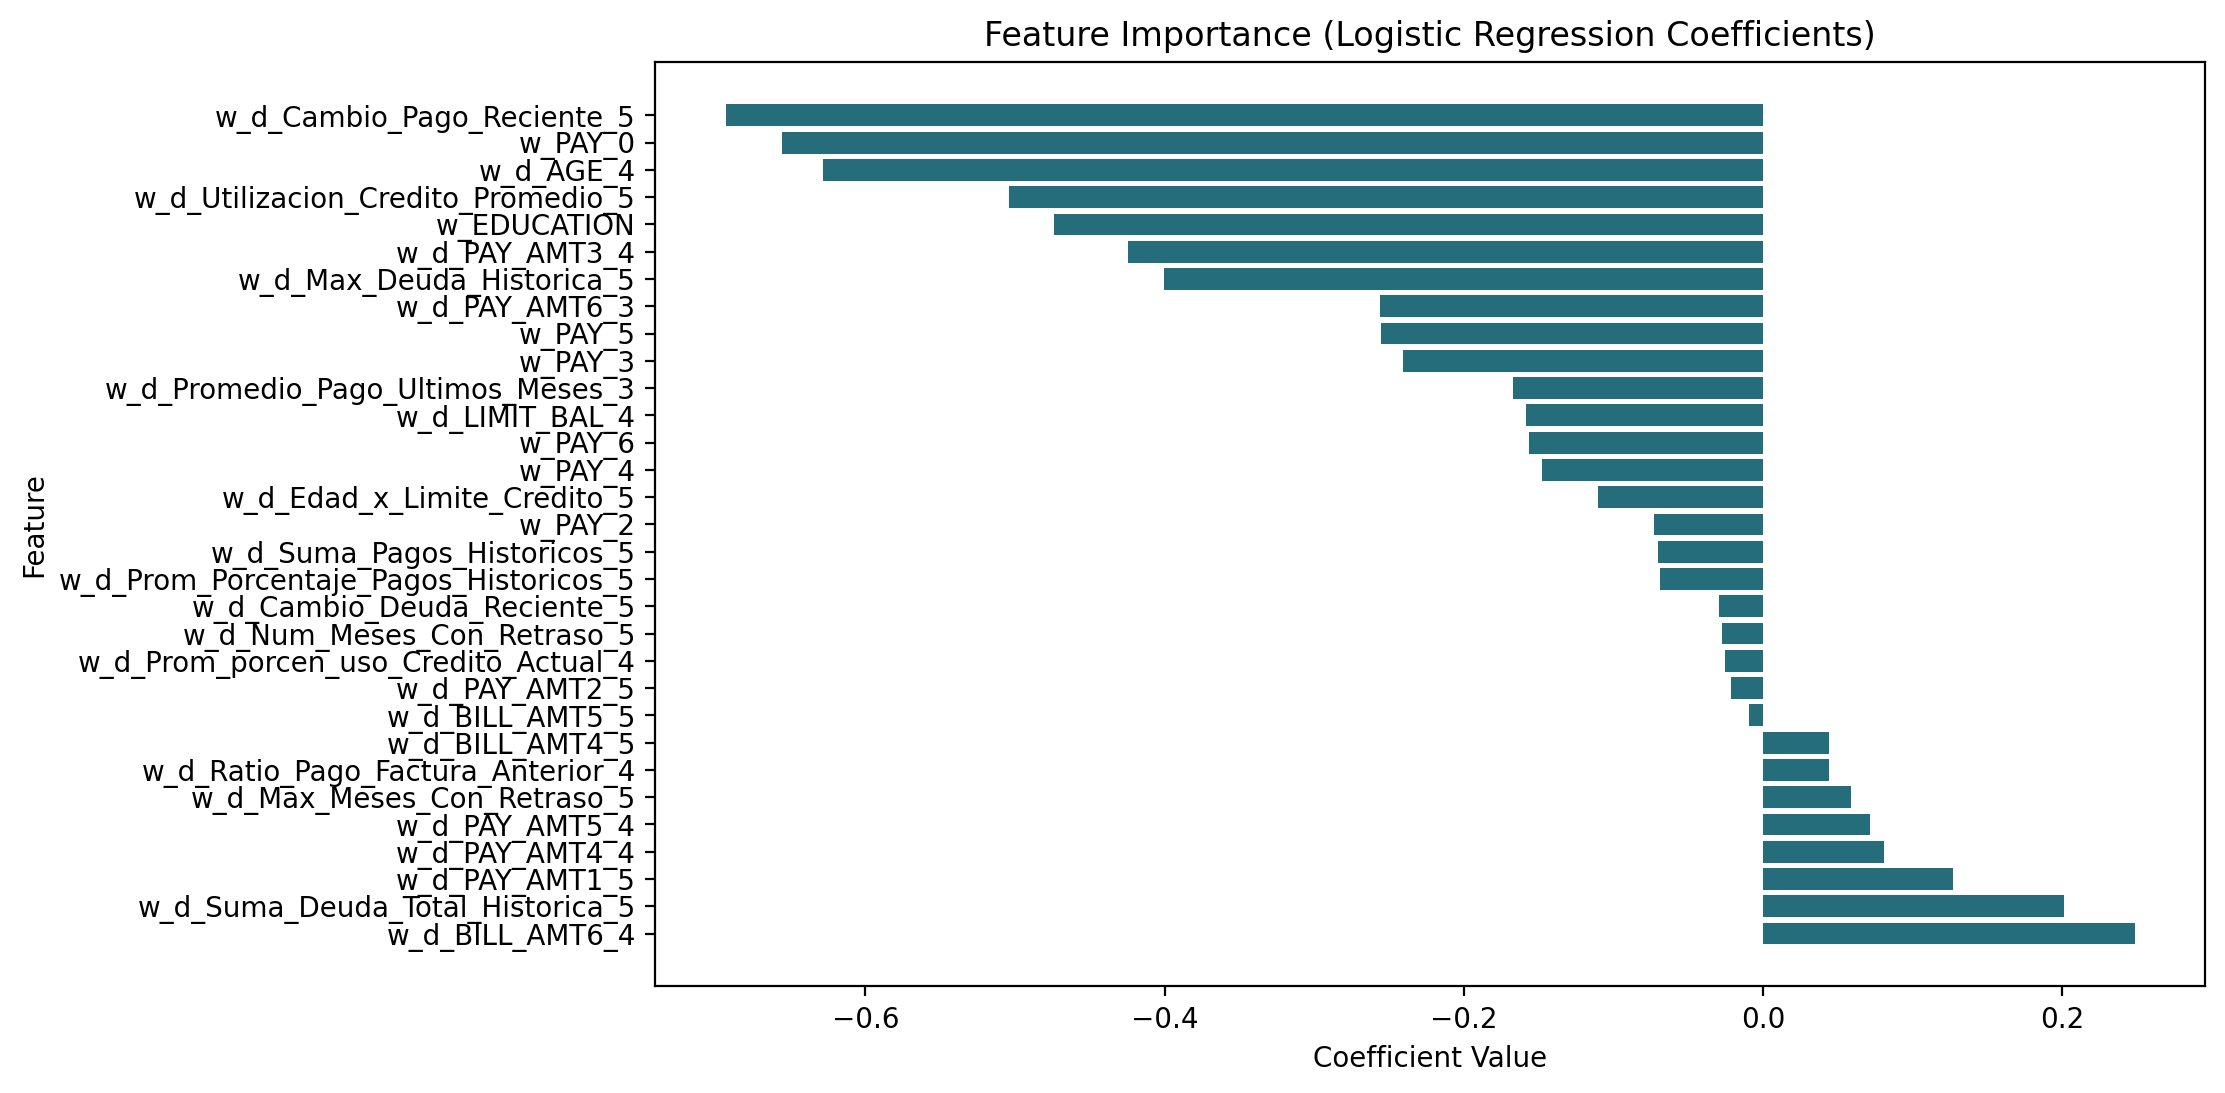 Feature Importance (Logistic Regression Coefficients)
Feature
w_d_Cambio_Pago_Reciente_5
w_PAY_0
w_d_AGE_4
w_d_Utilizacion_Credito_Promedio_5
w_EDUCATION
w_d_PAY_AMT3_4
w_d_Max_Deuda_Historica_5
w_d_PAY_AMT6_3
w_PAY_5
w_PAY_3
w_d_Promedio_Pago_Ultimos_Meses_3
w_d_LIMIT_BAL_4
w_PAY_6
w_PAY_4
w_d_Edad_x_Limite_Credito_5
w_PAY_2
w_d_Suma_Pagos_Historicos_5
w_d_Prom_Porcentaje_Pagos_Historicos_5
w_d_Cambio_Deuda_Reciente_5
w_d_Num_Meses_Con_Retraso_5
w_d_Prom_porcen_uso_Credito_Actual_4
w_d_PAY_AMT2_5
w_d_BILL_AMT5_5
w_d_BILL_AMT4_5
w_d_Ratio_Pago_Factura_Anterior_4
w_d_Max_Meses_Con_Retraso_5
w_d_PAY_AMT5_4
w_d_PAY_AMT4_4
w_d_PAY_AMT1_5
w_d_Suma_Deuda_Total_Historica_5
w_d_BILL_AMT6_4
−0.6 −0.4 −0.2 0.0 0.2
Coefficient Value